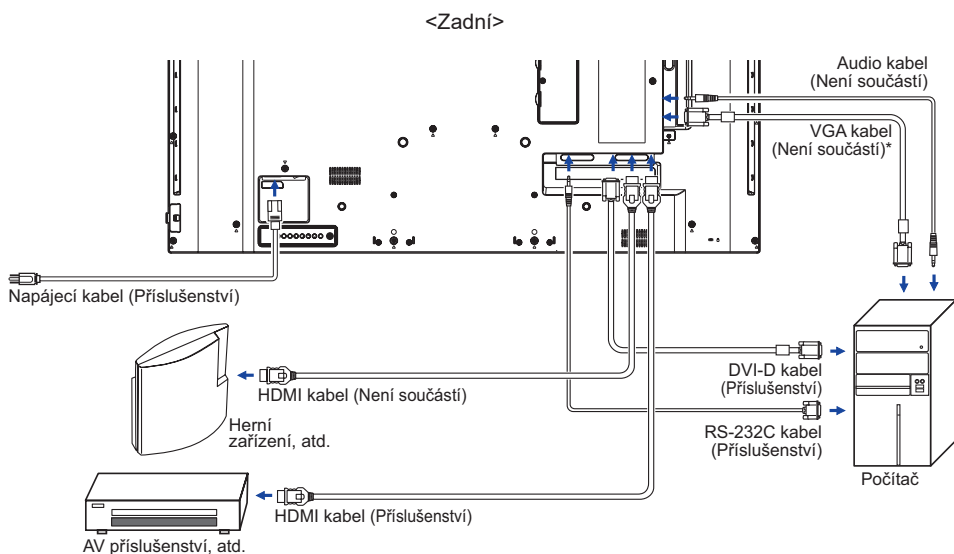 <Zadní>
Audio kabel
(Není součástí)
VGA kabel
(Není součástí)*
Napájecí kabel (Příslušenství)
HDMI kabel (Není součástí)
Herní
zařízení, atd.
DVI-D kabel
(Příslušenství)
RS-232C kabel
(Příslušenství)
Počítač
HDMI kabel (Příslušenství)
AV příslušenství, atd.